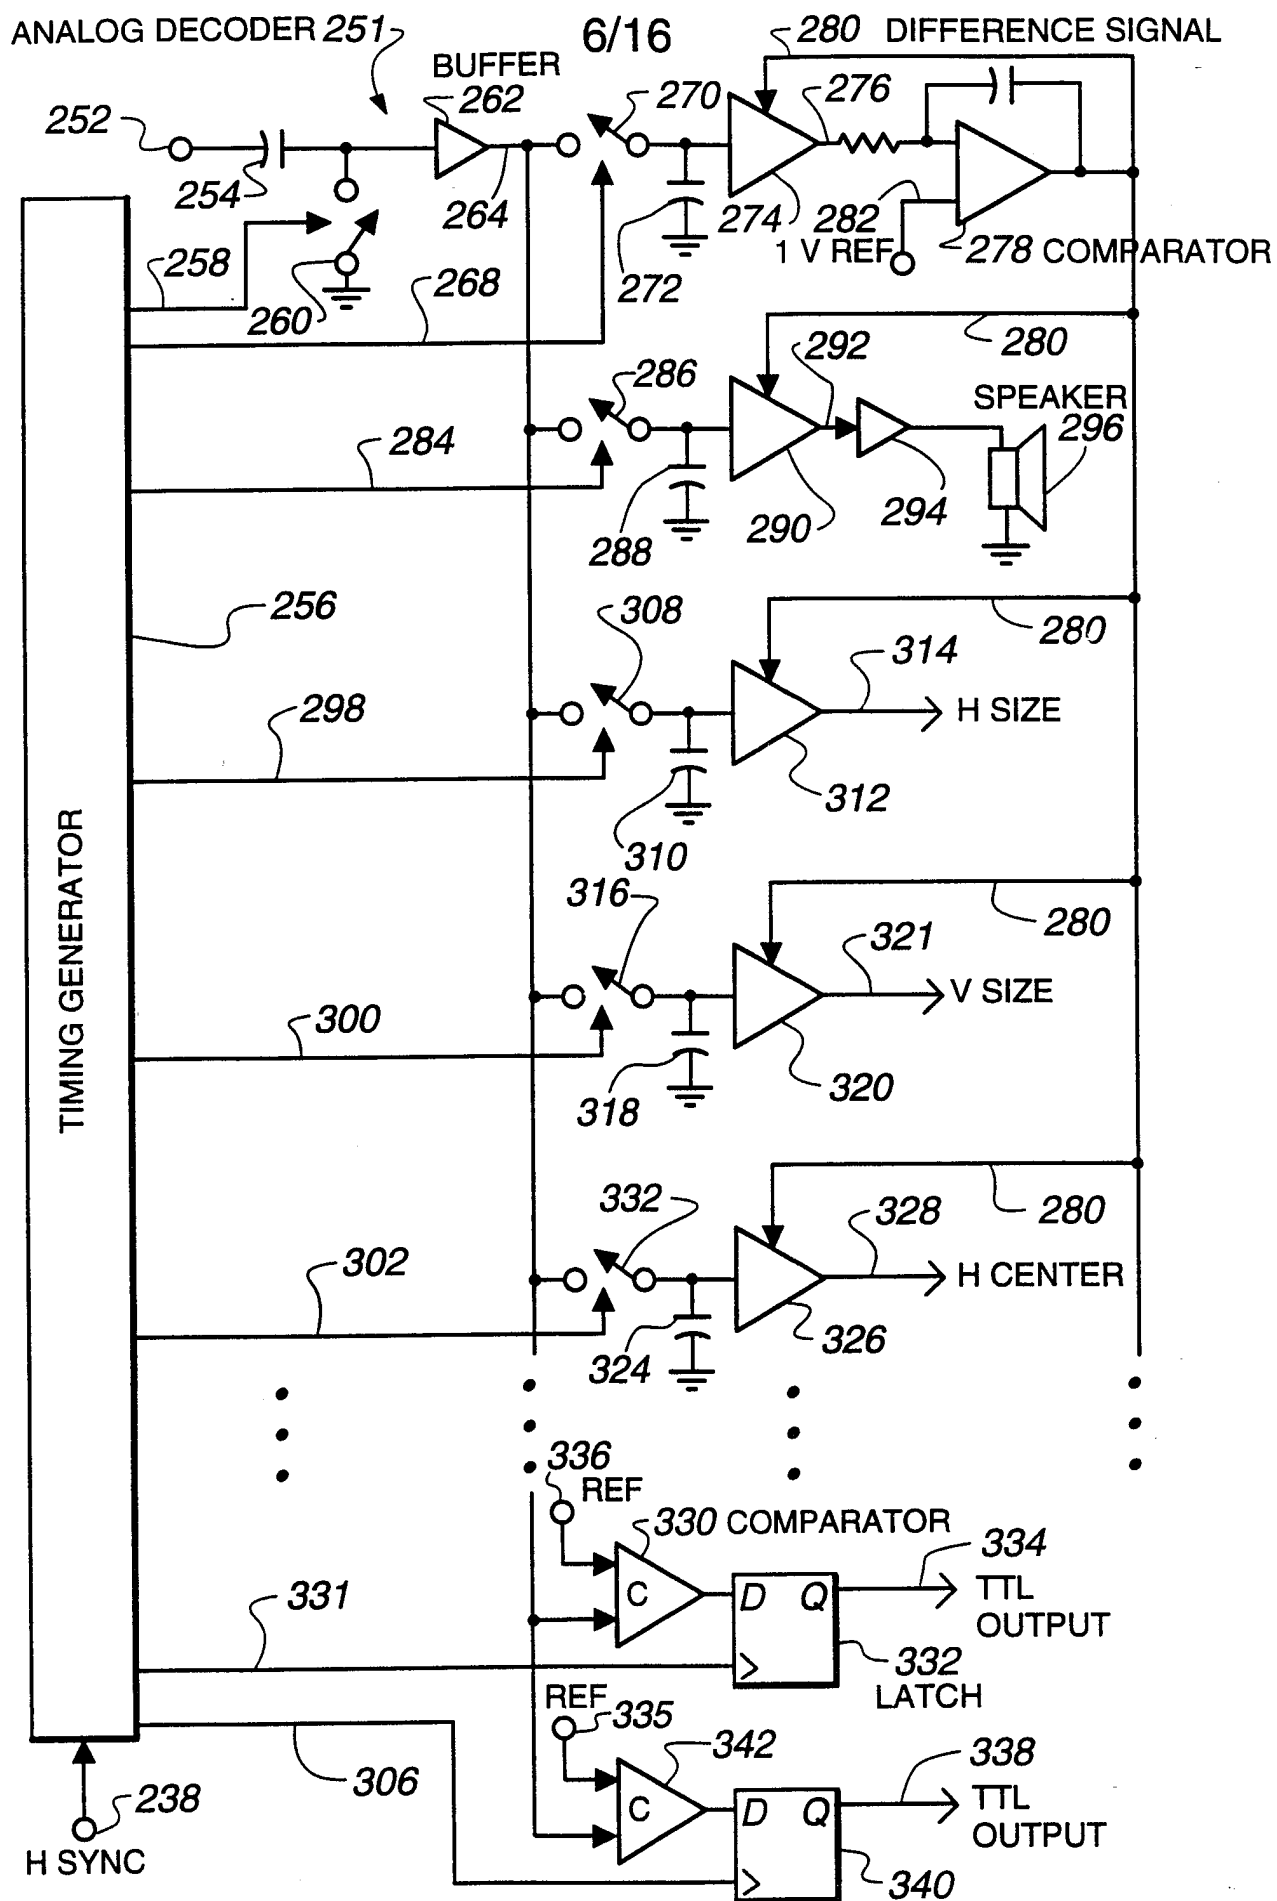 ANALOG DECODER 251
6/16
280 DIFFERENCE SIGNAL
BUFFER
262
270
276
252
254
264
274
282
1 V REF
278 COMPARATOR
258
268
272
260
280
286
292
SPEAKER
296
284
288
290
294
256
308
280
314
H SIZE
298
312
310
TIMING GENERATOR
316
280
321
V SIZE
300
318
320
332
280
328
H CENTER
302
324
326
336
REF
330 COMPARATOR
334
C
D Q
TTL
OUTPUT
331
332
LATCH
REF
335
342
338
306
C
D Q
TTL
OUTPUT
238
H SYNC
340